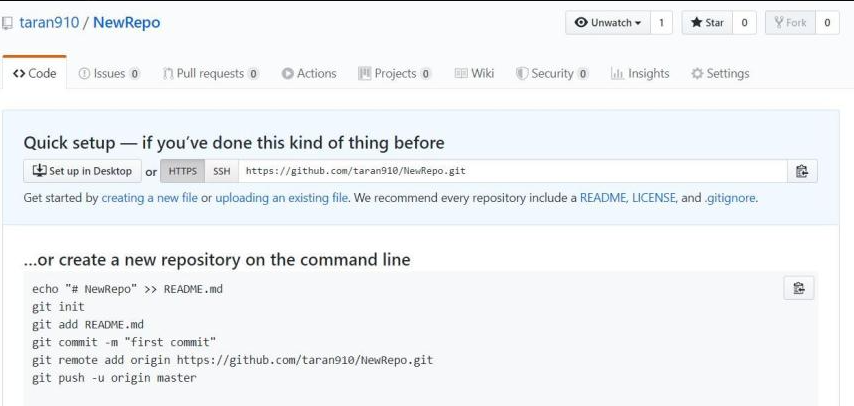 taran910 / NewRepo Unwatch 1 Star 0 Fork 0
Code Issues 0 Pull requests 0 Actions Projects 0 Wiki Security 0 Insights Settings
Quick setup — if you’ve done this kind of thing before
Set up in Desktop or HTTPS SSH https://github.com/taran910/NewRepo.git
Get started by creating a new file or uploading an existing file. We recommend every repository include a README, LICENSE, and .gitignore.
…or create a new repository on the command line
echo "# NewRepo" >> README.md
git init
git add README.md
git commit -m "first commit"
git remote add origin https://github.com/taran910/NewRepo.git
git push -u origin master